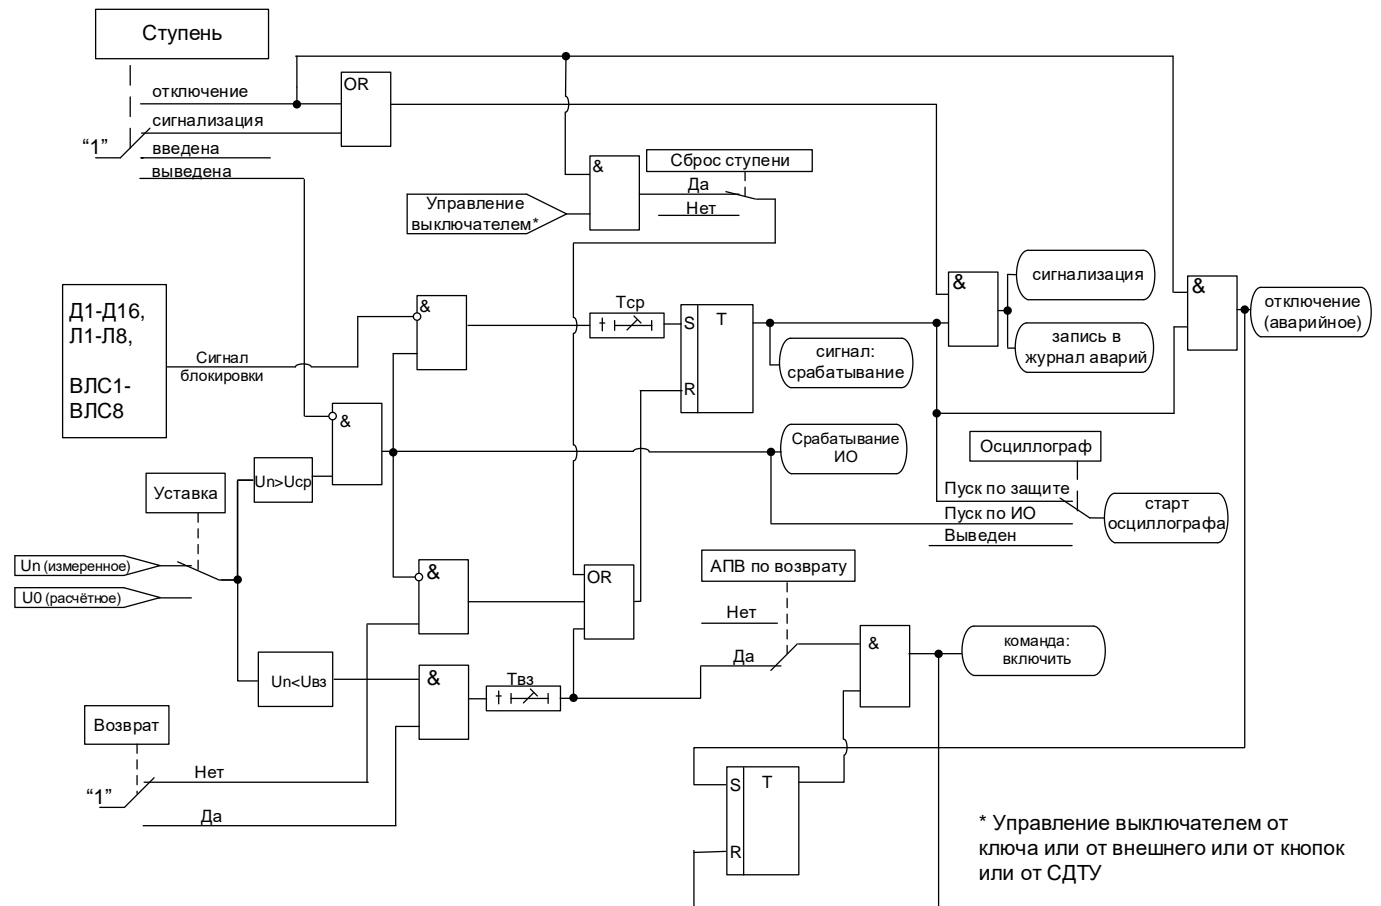 Ступень
отключение
сигнализация
"1"
введена
выведена
OR
&
Сброс ступени
Да
Нет
Управление
выключателем*
Д1-Д16,
Л1-Л8,
ВЛС1-
ВЛС8
Сигнал
блокировки
&
Тср
S
T
R
&
сигнализация
запись в
журнал аварий
&
отключение
(аварийное)
сигнал:
срабатывание
&
Un>Uср
Уставка
Un (измеренное)
U0 (расчётное)
Срабатывание
ИО
Осциллограф
Пуск по защите
Пуск по ИО
Выведен
старт
осциллографа
&
OR
АПВ по возврату
Нет
Да
&
команда:
включить
Un<Uвз
&
Твз
Возврат
Нет
"1"
Да
S
T
R
* Управление выключателем от
ключа или от внешнего или от кнопок
или от СДТУ